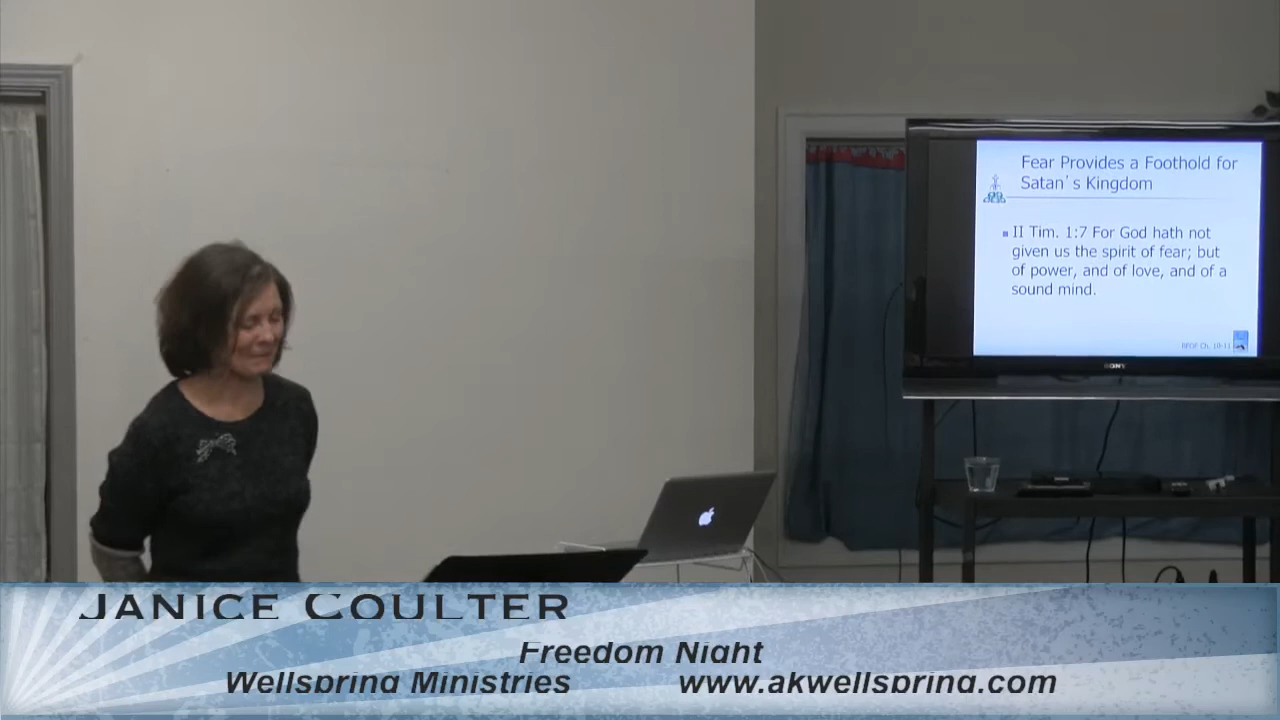 Fear Provides a Foothold for
Satan's Kingdom
II Tim. 1:7 For God hath not
given us the spirit of fear; but
of power, and of love, and of a
sound mind.
SONY
JANICE COULTER
Freedom Night
Wellspring Ministries www.akwellspring.com